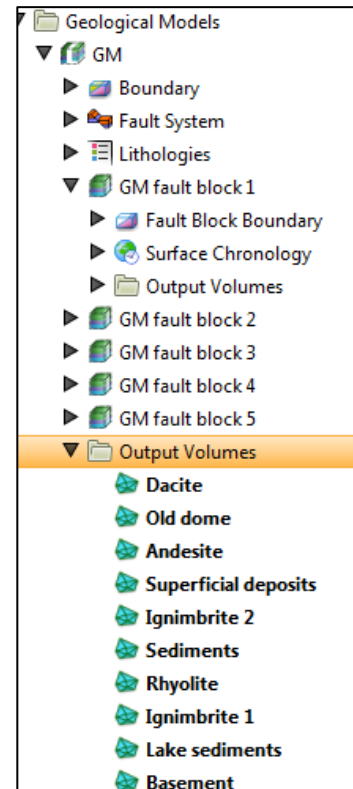 Geological Models
GM
Boundary
Fault System
Lithologies
GM fault block 1
Fault Block Boundary
Surface Chronology
Output Volumes
GM fault block 2
GM fault block 3
GM fault block 4
GM fault block 5
Output Volumes
Dacite
Old dome
Andesite
Superficial deposits
Ignimbrite 2
Sediments
Rhyolite
Ignimbrite 1
Lake sediments
Basement